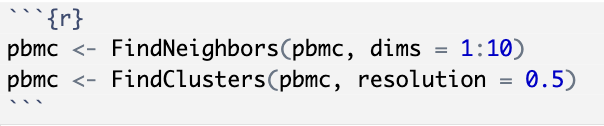 ```{r}
pbmc <- FindNeighbors(pbmc, dims = 1:10)
pbmc <- FindClusters(pbmc, resolution = 0.5)
```